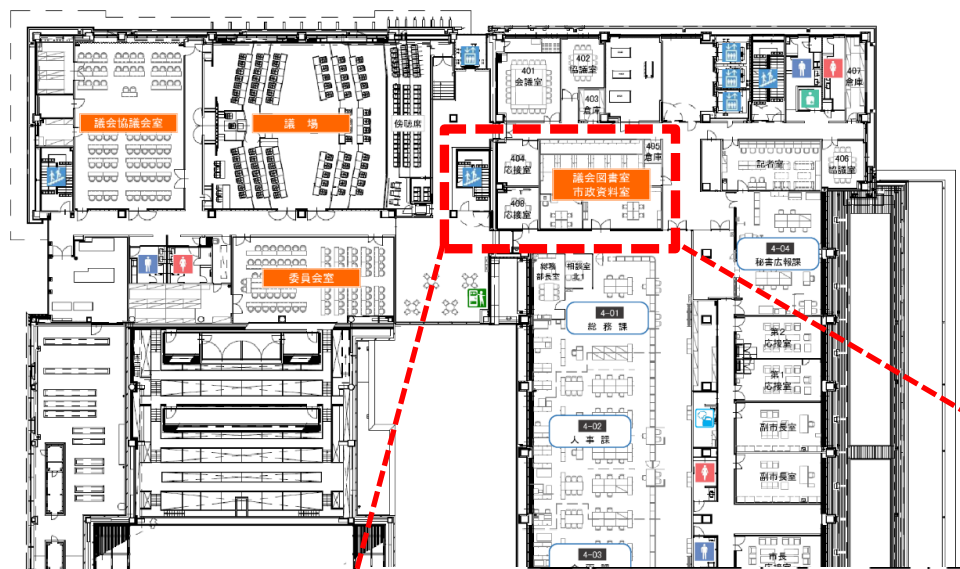 401
会議室
402
協議室
403
倉庫
407
倉庫
議会協議会室
議 場
傍聴席
404
応接室
405
倉庫
議会図書室
市政資料室
記者室
406
協議室
408
応接室
委員会室
総務
部長室
相談室
北1
4-04
秘書広報課
4-01
総 務 課
第2
応接室
第1
応接室
4-02
人 事 課
副市長室
副市長室
4-03
市長
応接室